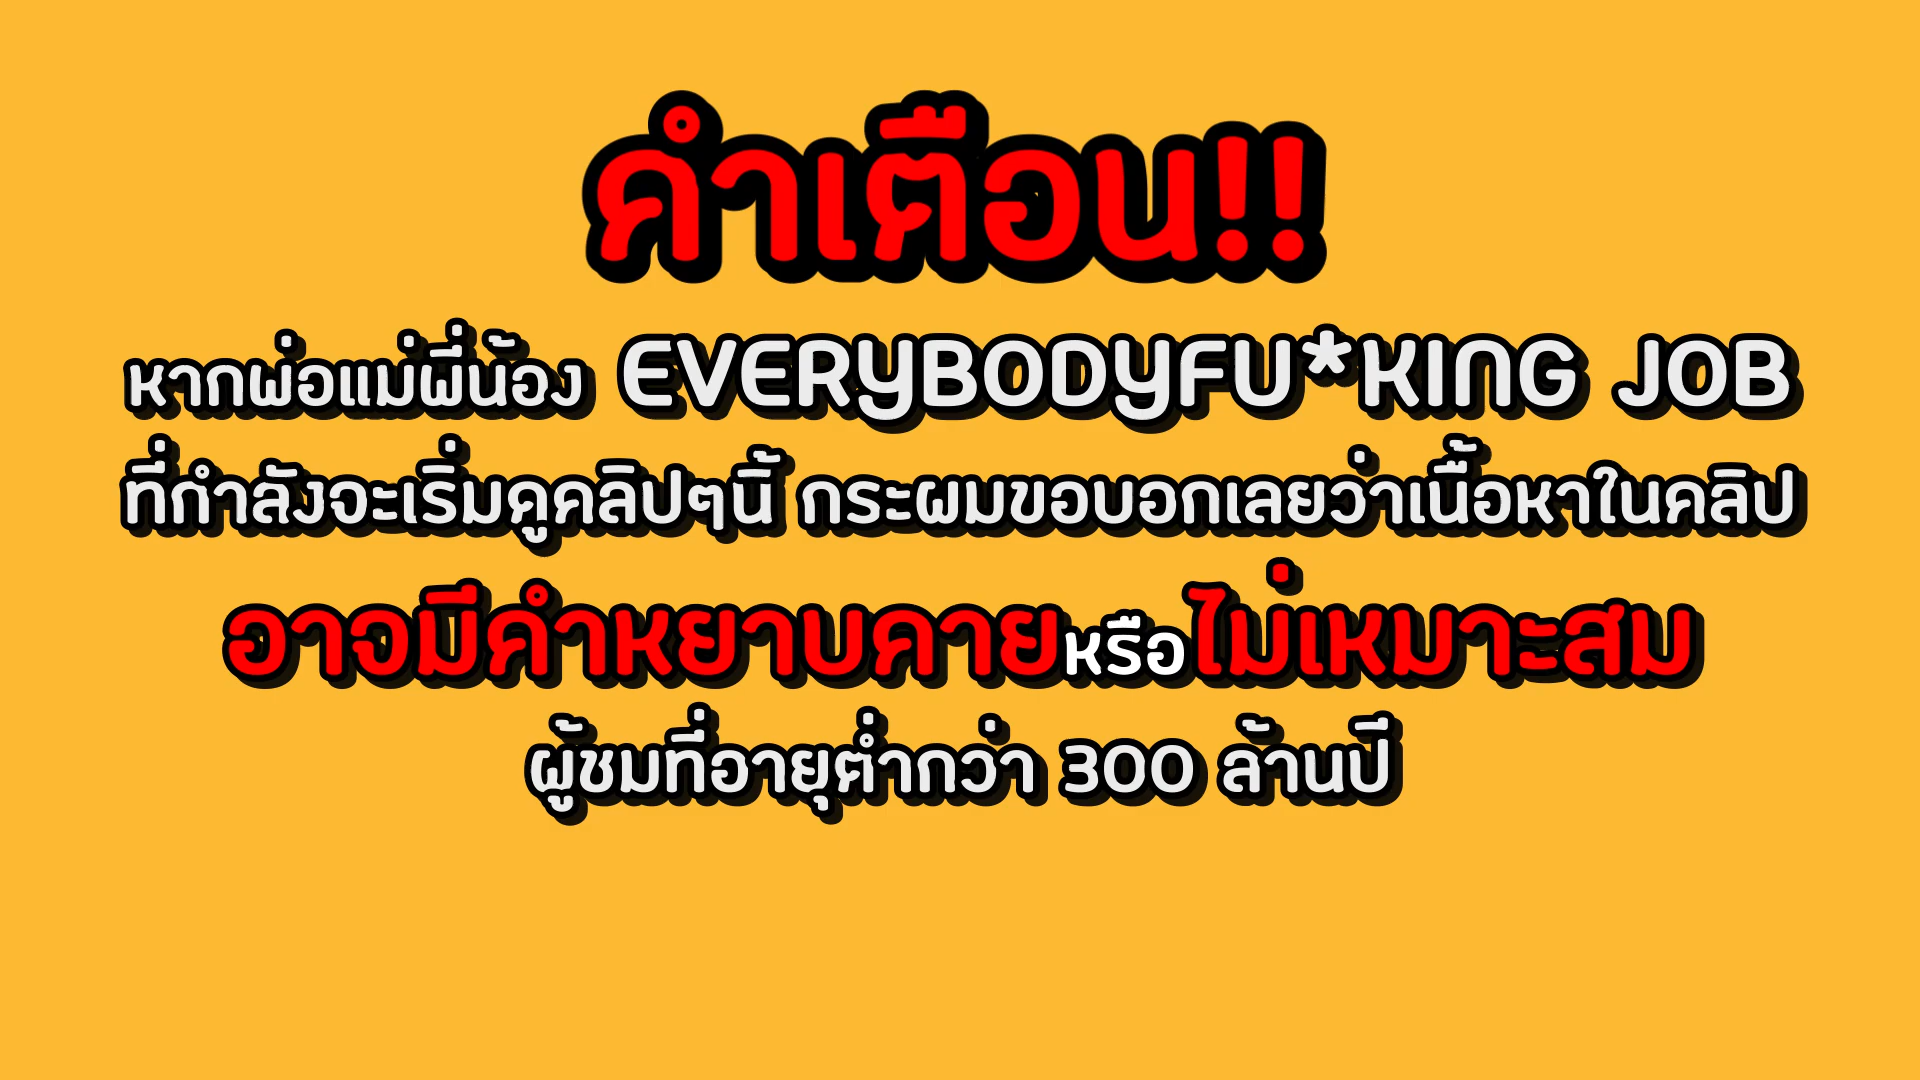 คำเตือน!!
หากพ่อแม่พี่น้อง EVERYBODYFU*KING JOB
ที่กำลังจะเริ่มดูคลิปๆนี้ กระผมขอบอกเลยว่าเนื้อหาในคลิป
อาจมีคำหยาบคายหรือไม่เหมาะสม
ผู้ชมที่อายุต่ำกว่า 300 ล้านปี